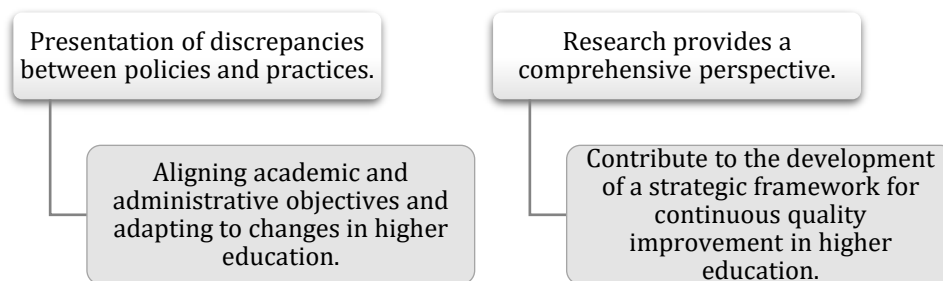 Presentation of discrepancies
between policies and practices.
Aligning academic and
administrative objectives and
adapting to changes in higher
education.
Research provides a
comprehensive perspective.
Contribute to the development
of a strategic framework for
continuous quality
improvement in higher
education.